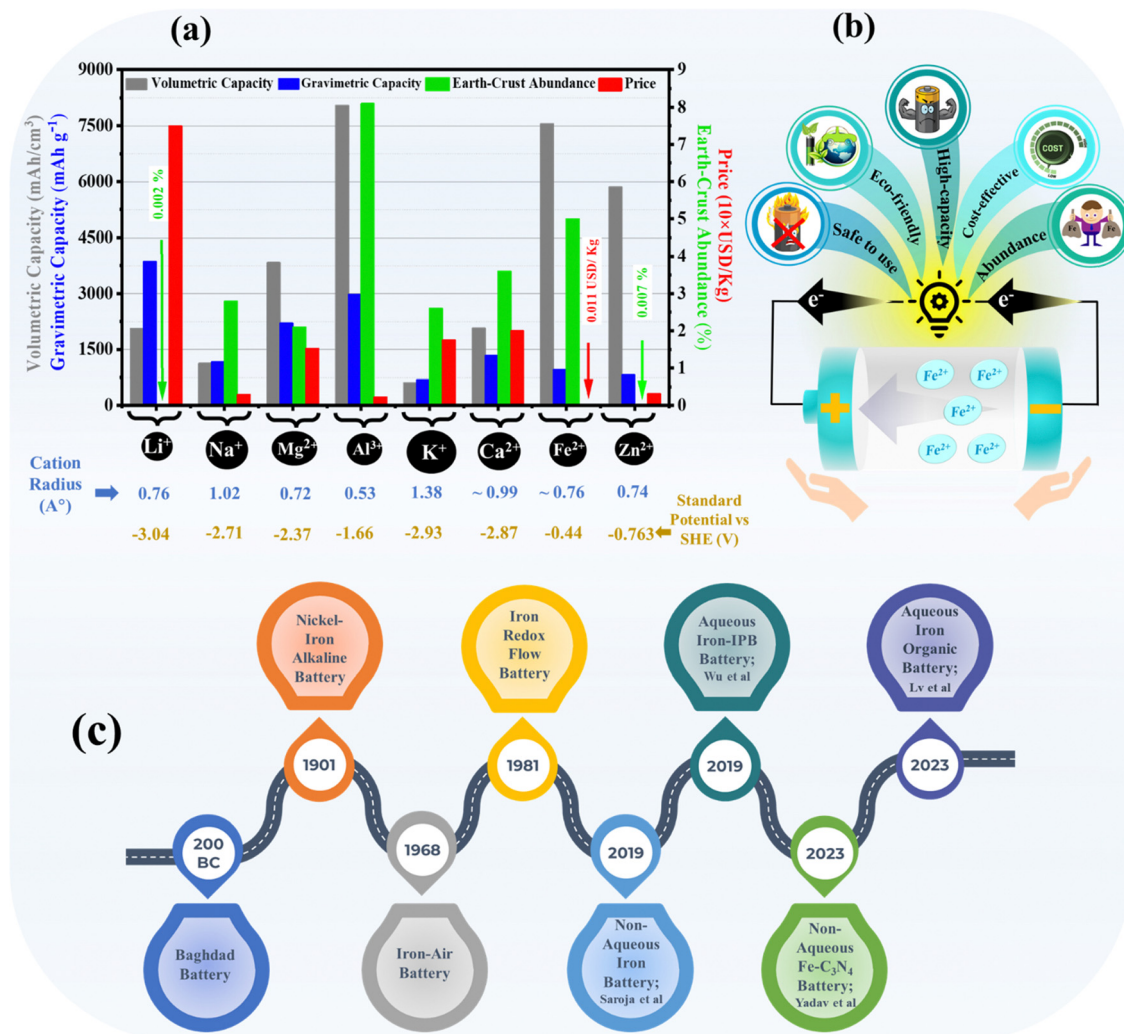 (a)
9000
7500
6000
4500
3000
1500
0
Volumetric Capacity (mAh/cm³)
Gravimetric Capacity (mAh g⁻¹)
Volumetric Capacity
Gravimetric Capacity
Earth-Crust Abundance
Price
0.002 %
0.011 USD/ Kg
0.007 %
9
8
7
6
5
4
3
2
1
0
Price (10×USD/Kg)
Earth-Crust Abundance (%)
Li⁺
Na⁺
Mg²⁺
Al³⁺
K⁺
Ca²⁺
Fe²⁺
Zn²⁺
Cation
Radius
(A°)
0.76
1.02
0.72
0.53
1.38
~ 0.99
~ 0.76
0.74
-3.04
-2.71
-2.37
-1.66
-2.93
-2.87
-0.44
-0.763
Standard
Potential vs
SHE (V)
(b)
Safe to use
Eco-friendly
High-capacity
Cost-effective
Abundance
COST
Fe
Fe
e⁻
e⁻
+
Fe²⁺
Fe²⁺
Fe²⁺
Fe²⁺
Fe²⁺
−
(c)
200
BC
Baghdad
Battery
1901
Nickel-
Iron
Alkaline
Battery
1968
Iron-Air
Battery
1981
Iron
Redox
Flow
Battery
2019
Non-
Aqueous
Iron
Battery;
Saroja et al
2019
Aqueous
Iron-IPB
Battery;
Wu et al
2023
Non-
Aqueous
Fe-C₃N₄
Battery;
Yadav et al
2023
Aqueous
Iron
Organic
Battery;
Lv et al